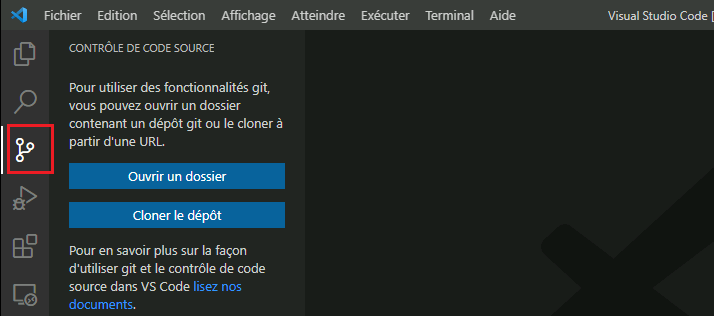 Fichier Edition Sélection Affichage Atteindre Exécuter Terminal Aide Visual Studio Code [
CONTRÔLE DE CODE SOURCE
Pour utiliser des fonctionnalités git,
vous pouvez ouvrir un dossier
contenant un dépôt git ou le cloner à
partir d'une URL.
Ouvrir un dossier
Cloner le dépôt
Pour en savoir plus sur la façon
d'utiliser git et le contrôle de code
source dans VS Code lisez nos
documents.